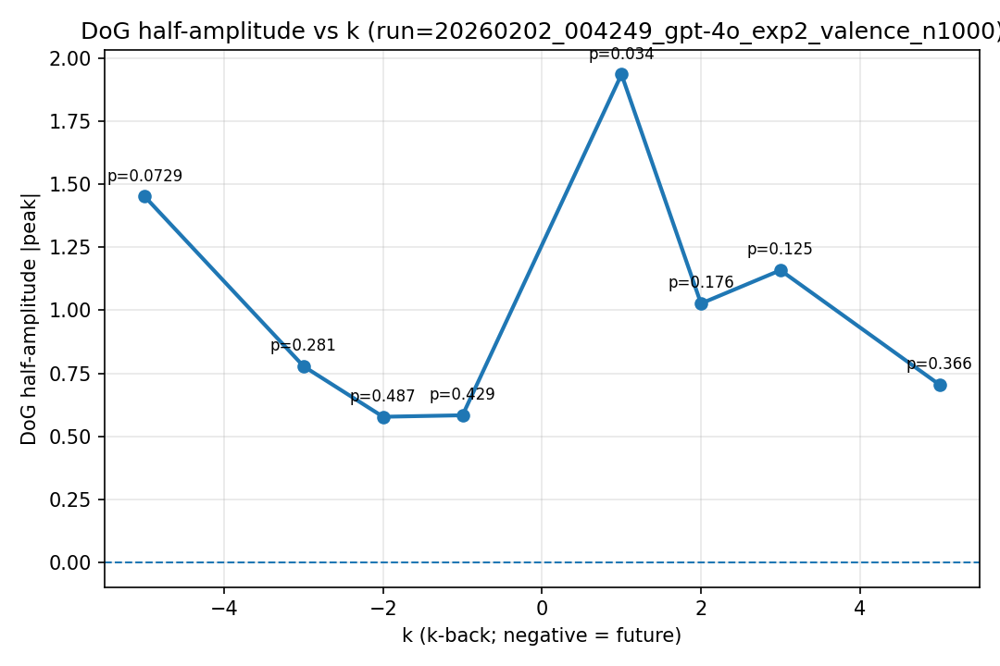 DoG half-amplitude vs k (run=20260202_004249_gpt-4o_exp2_valence_n1000)
p=0.034
p=0.0729
p=0.125
p=0.176
p=0.281
p=0.366
p=0.487
p=0.429
2.00
1.75
1.50
1.25
1.00
0.75
0.50
0.25
0.00
DoG half-amplitude |peak|
−4
−2
0
2
4
k (k-back; negative = future)